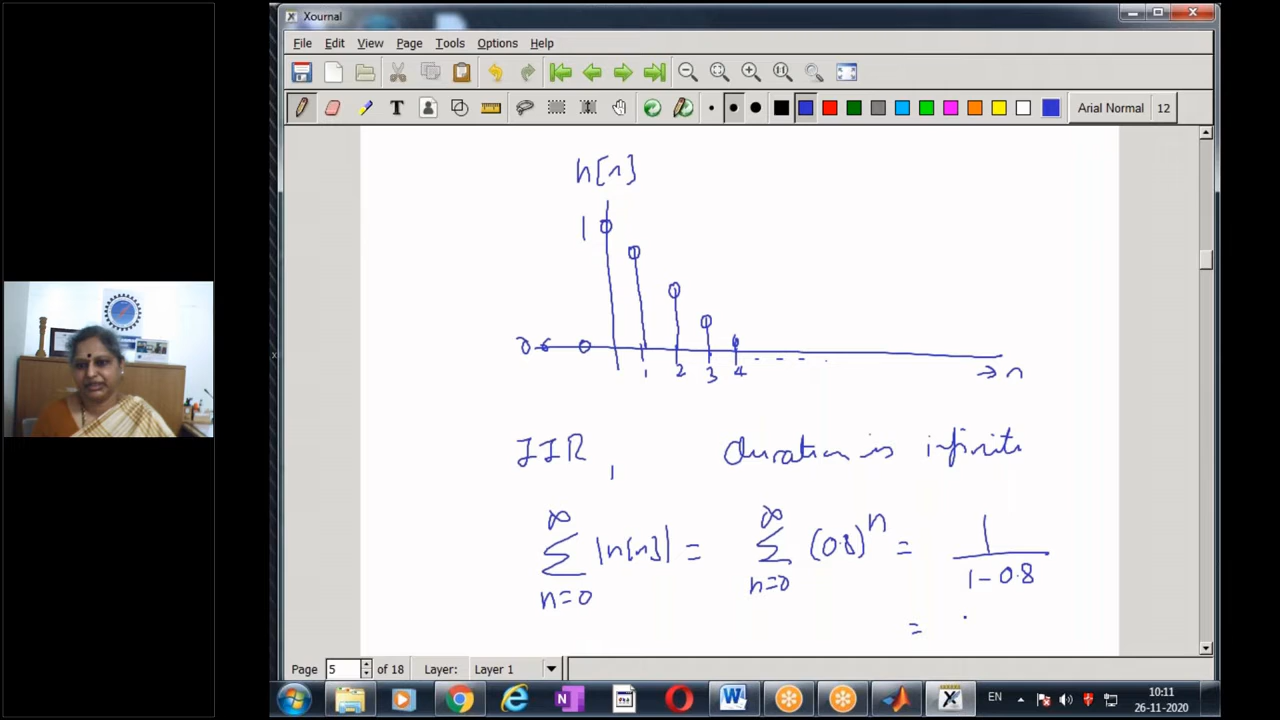 Xournal
File Edit View Page Tools Options Help
T Arial Normal 12
h[n]
1
0 1 2 3 4 - - - - → n
IIR, duration is infinite
∞ ∑ n=0 |h[n]| = ∞ ∑ n=0 (0.8)^n = 1 / 1 - 0.8
=
Page 5 of 18 Layer: Layer 1
EN 10:11
26-11-2020